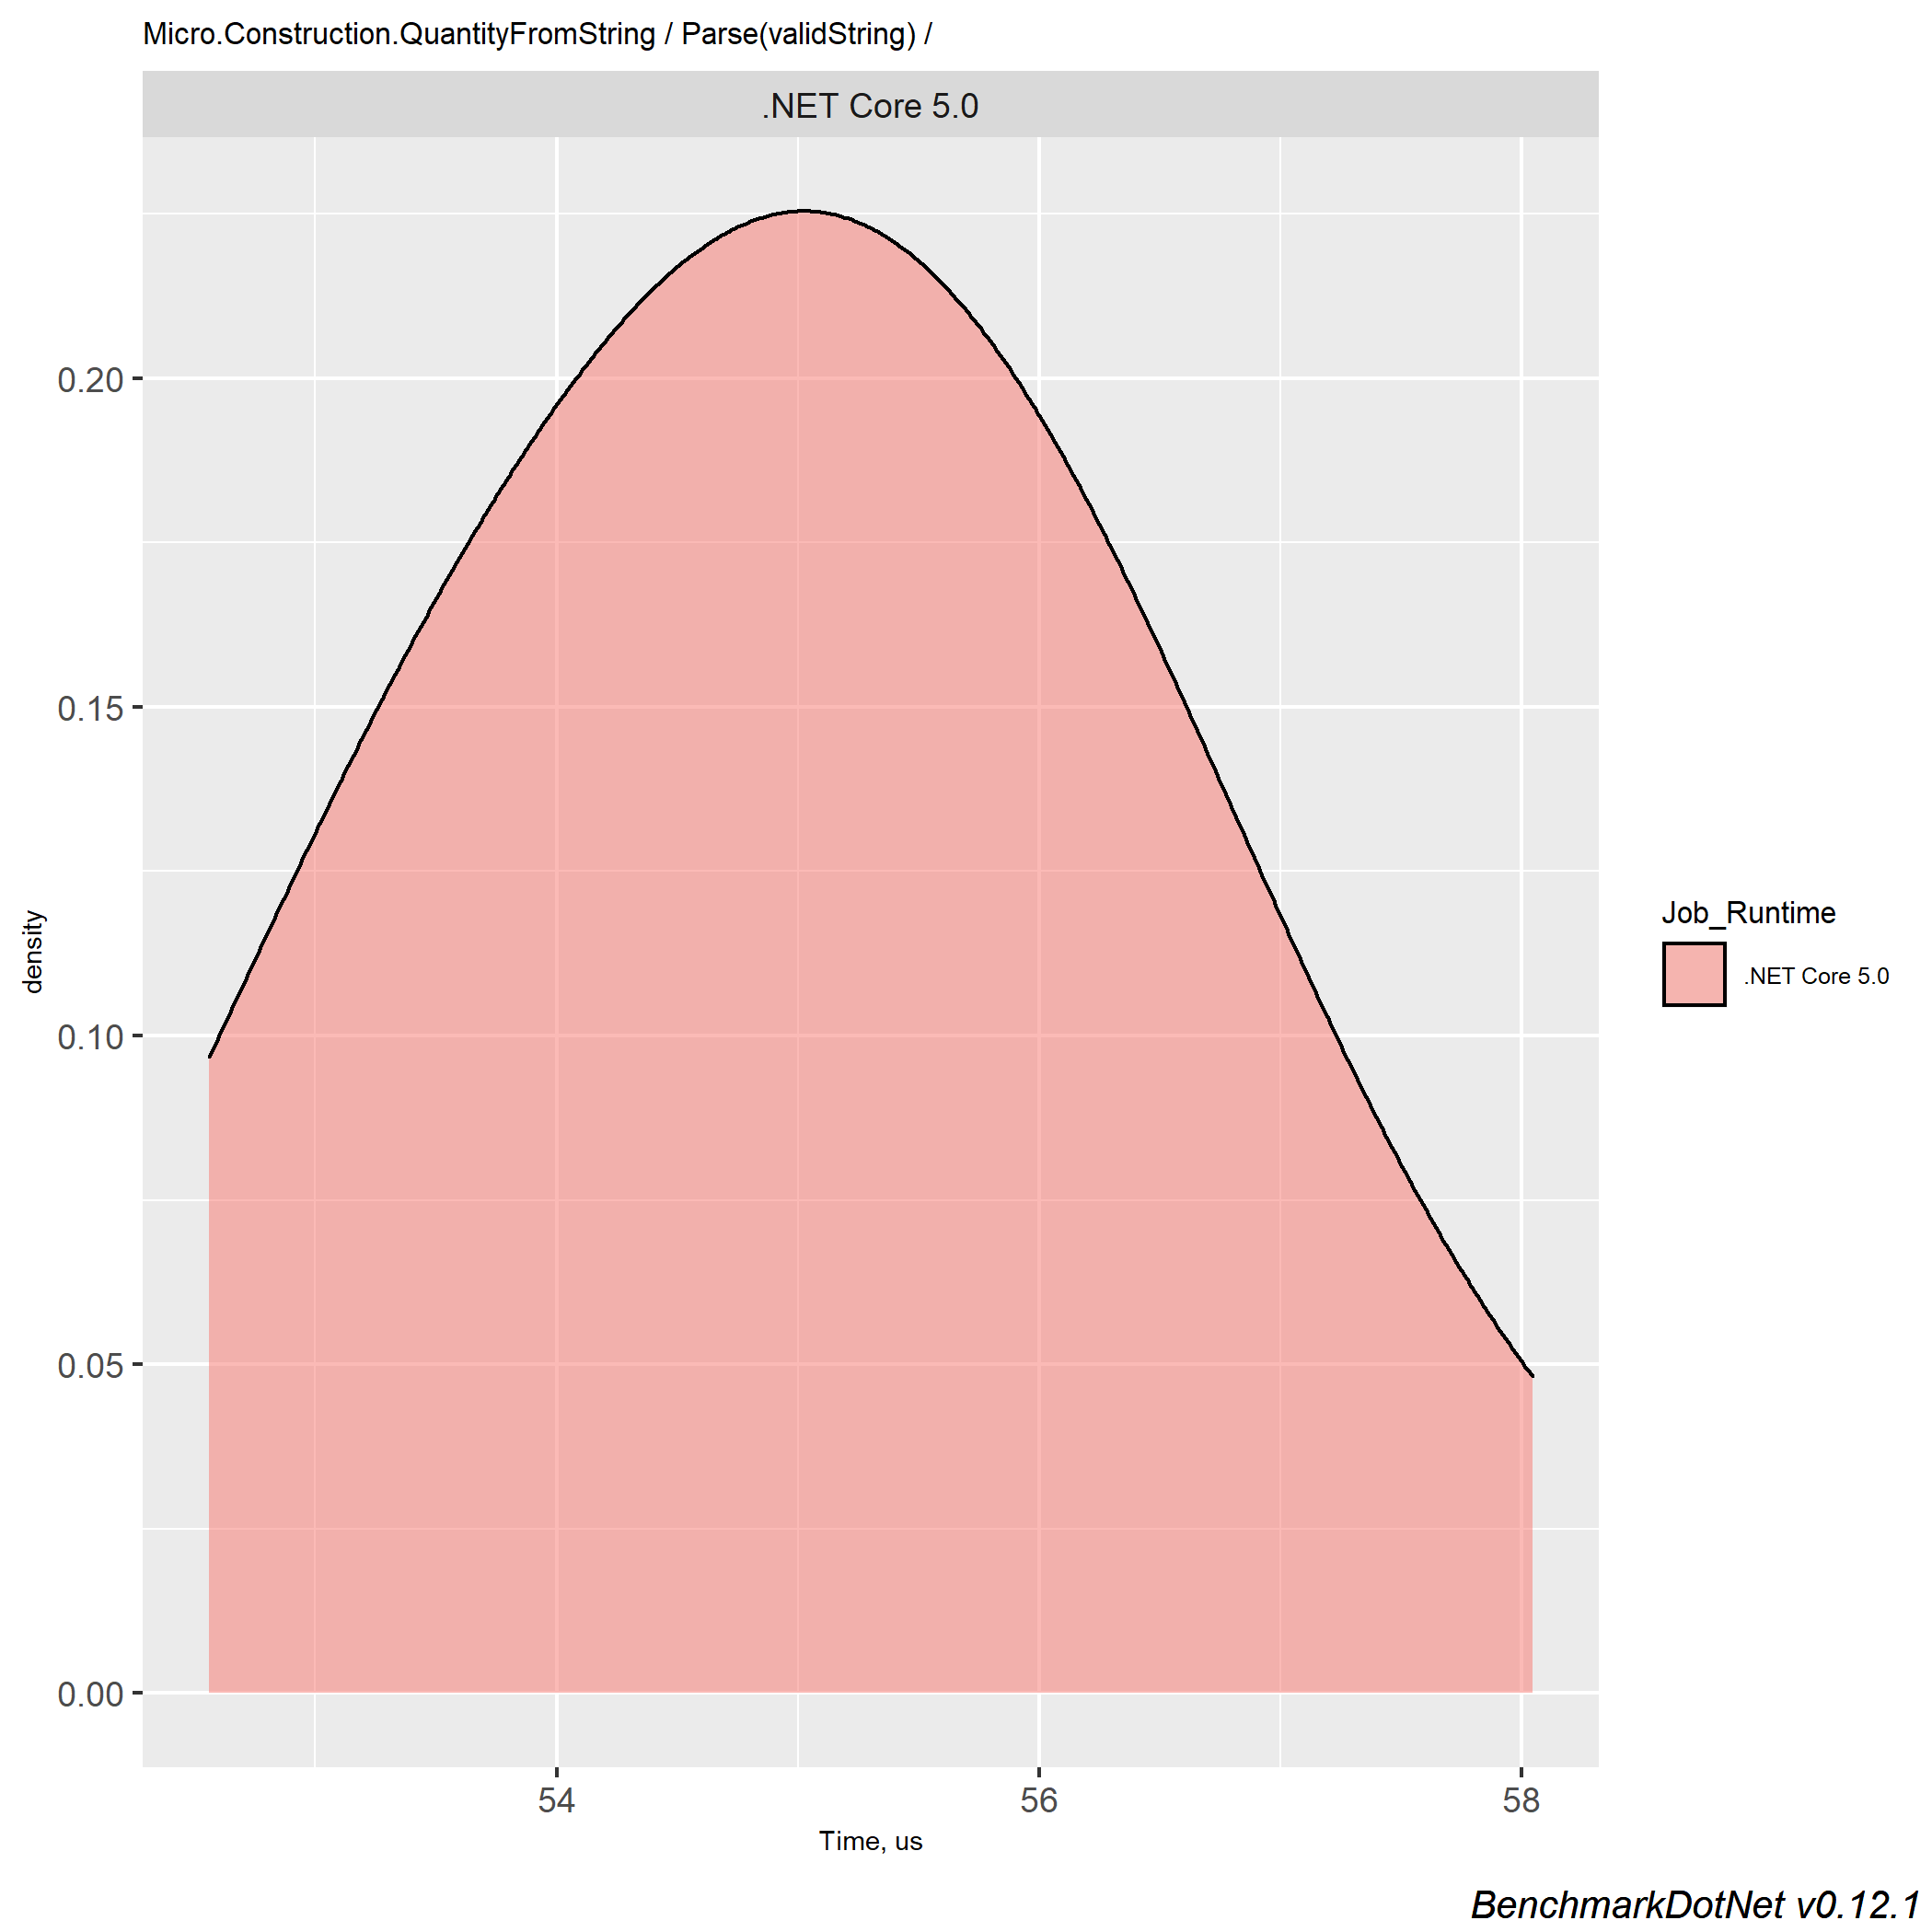 Micro.Construction.QuantityFromString / Parse(validString) /
.NET Core 5.0
0.20
0.15
0.10
0.05
0.00
density
54 56 58
Time, us
Job_Runtime
.NET Core 5.0
BenchmarkDotNet v0.12.1